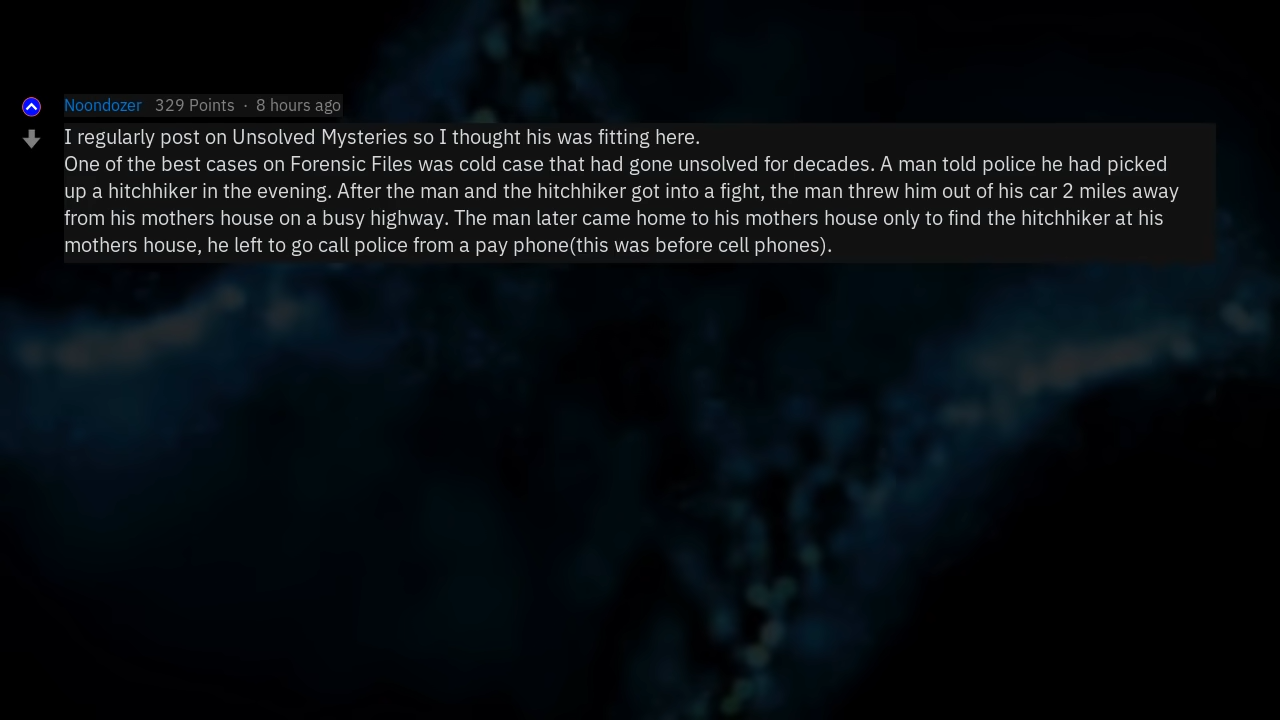 Noondozer 329 Points · 8 hours ago
I regularly post on Unsolved Mysteries so I thought his was fitting here.
One of the best cases on Forensic Files was cold case that had gone unsolved for decades. A man told police he had picked
up a hitchhiker in the evening. After the man and the hitchhiker got into a fight, the man threw him out of his car 2 miles away
from his mothers house on a busy highway. The man later came home to his mothers house only to find the hitchhiker at his
mothers house, he left to go call police from a pay phone(this was before cell phones).